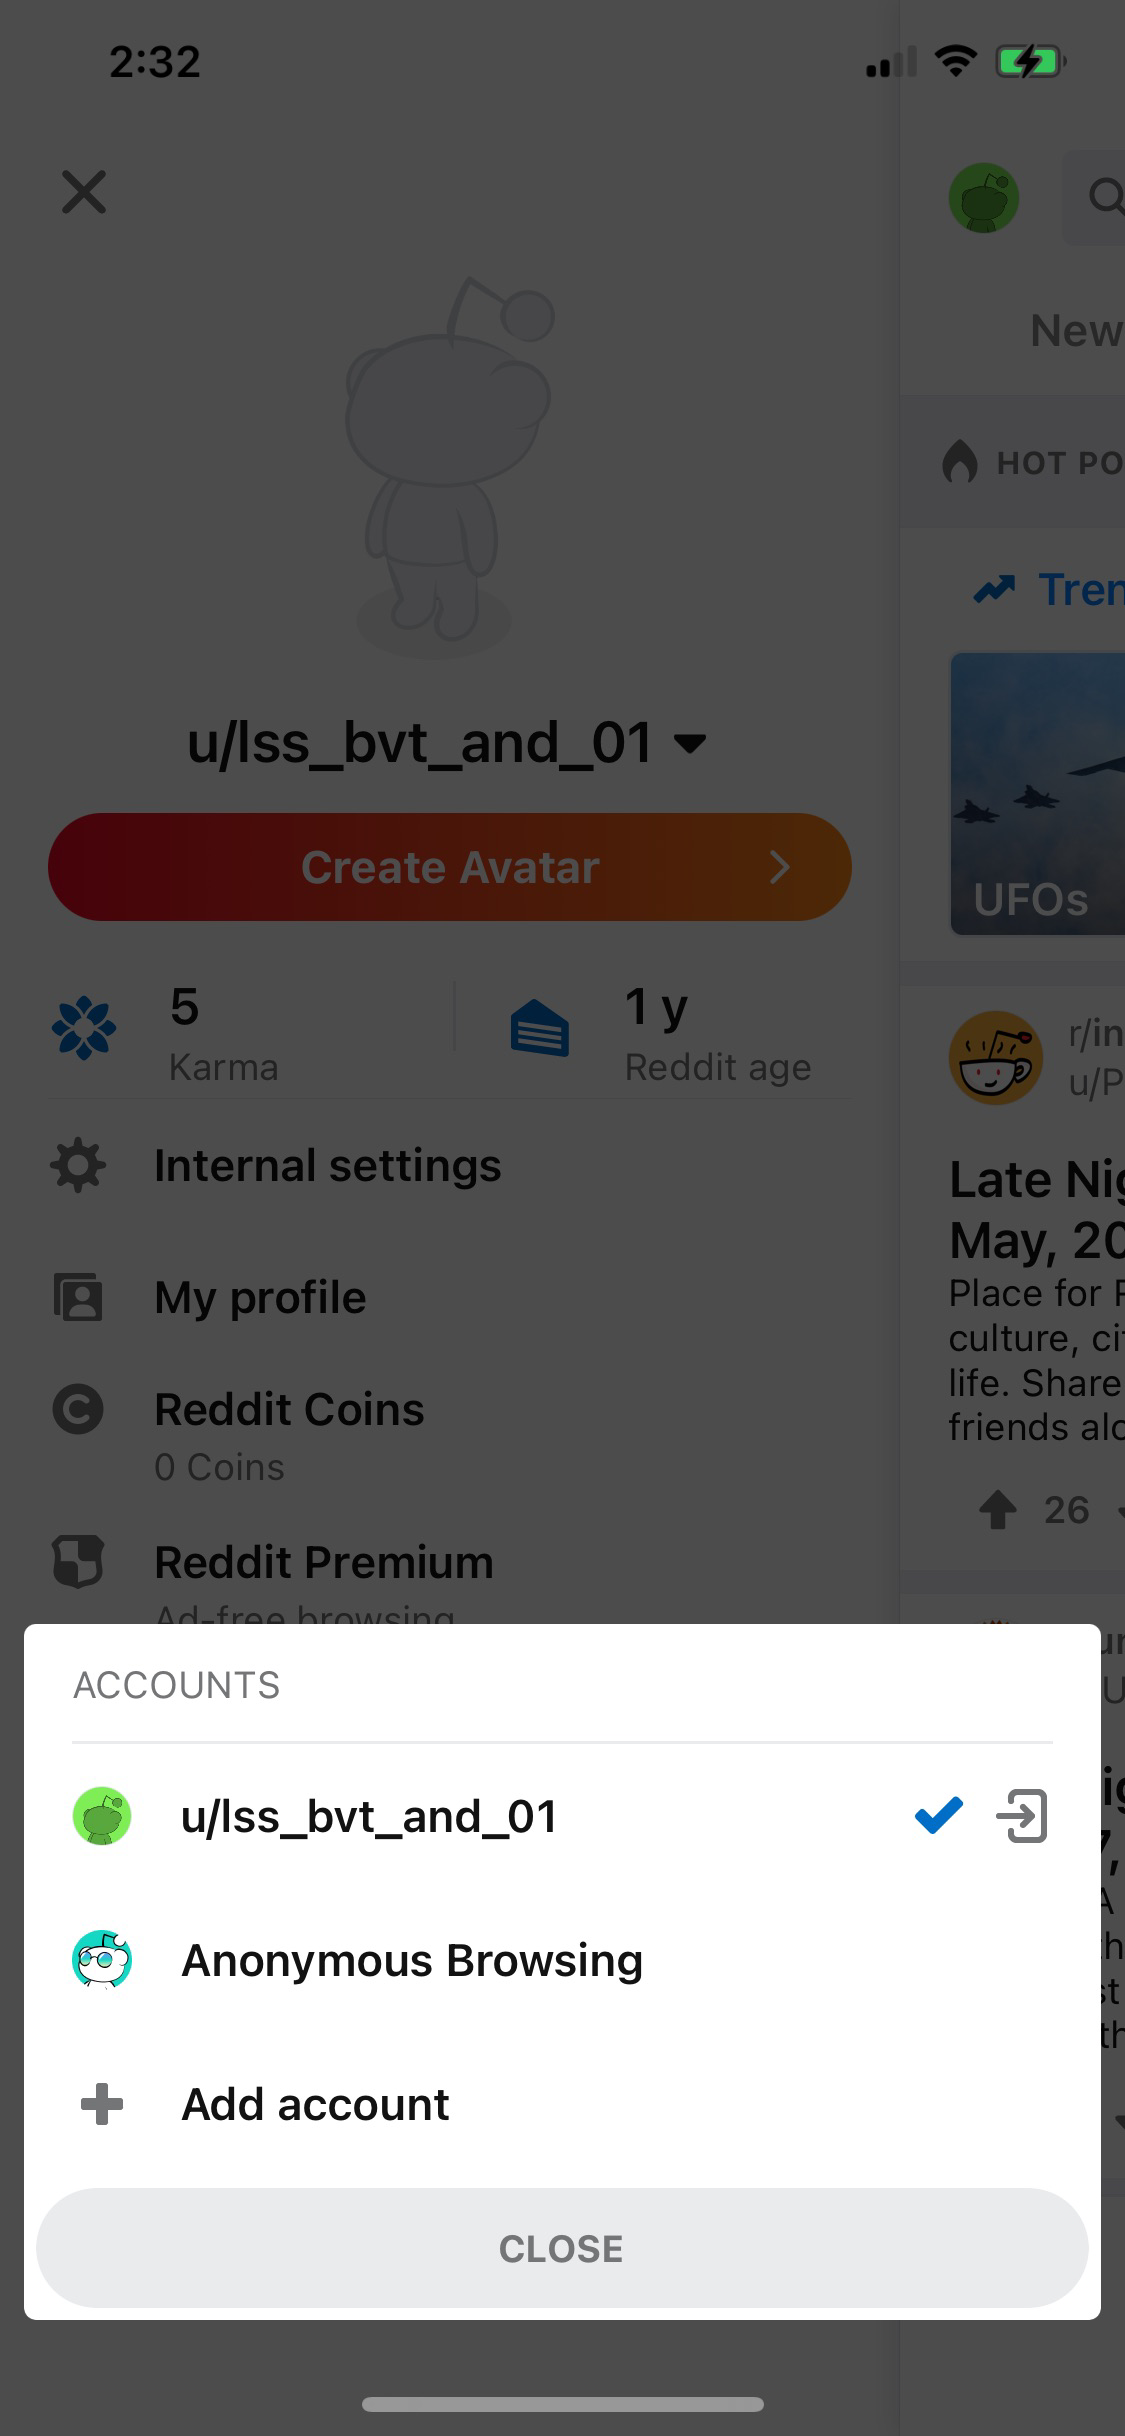 2:32
New
HOT PO
Tren
UFOs
u/lss_bvt_and_01
Create Avatar
5
Karma
1 y
Reddit age
Internal settings
My profile
Reddit Coins
0 Coins
Reddit Premium
Ad-free browsing
r/in
u/P
Late Nig
May, 20
Place for
culture, ci
life. Share
friends alo
26
ACCOUNTS
u/lss_bvt_and_01
Anonymous Browsing
Add account
CLOSE